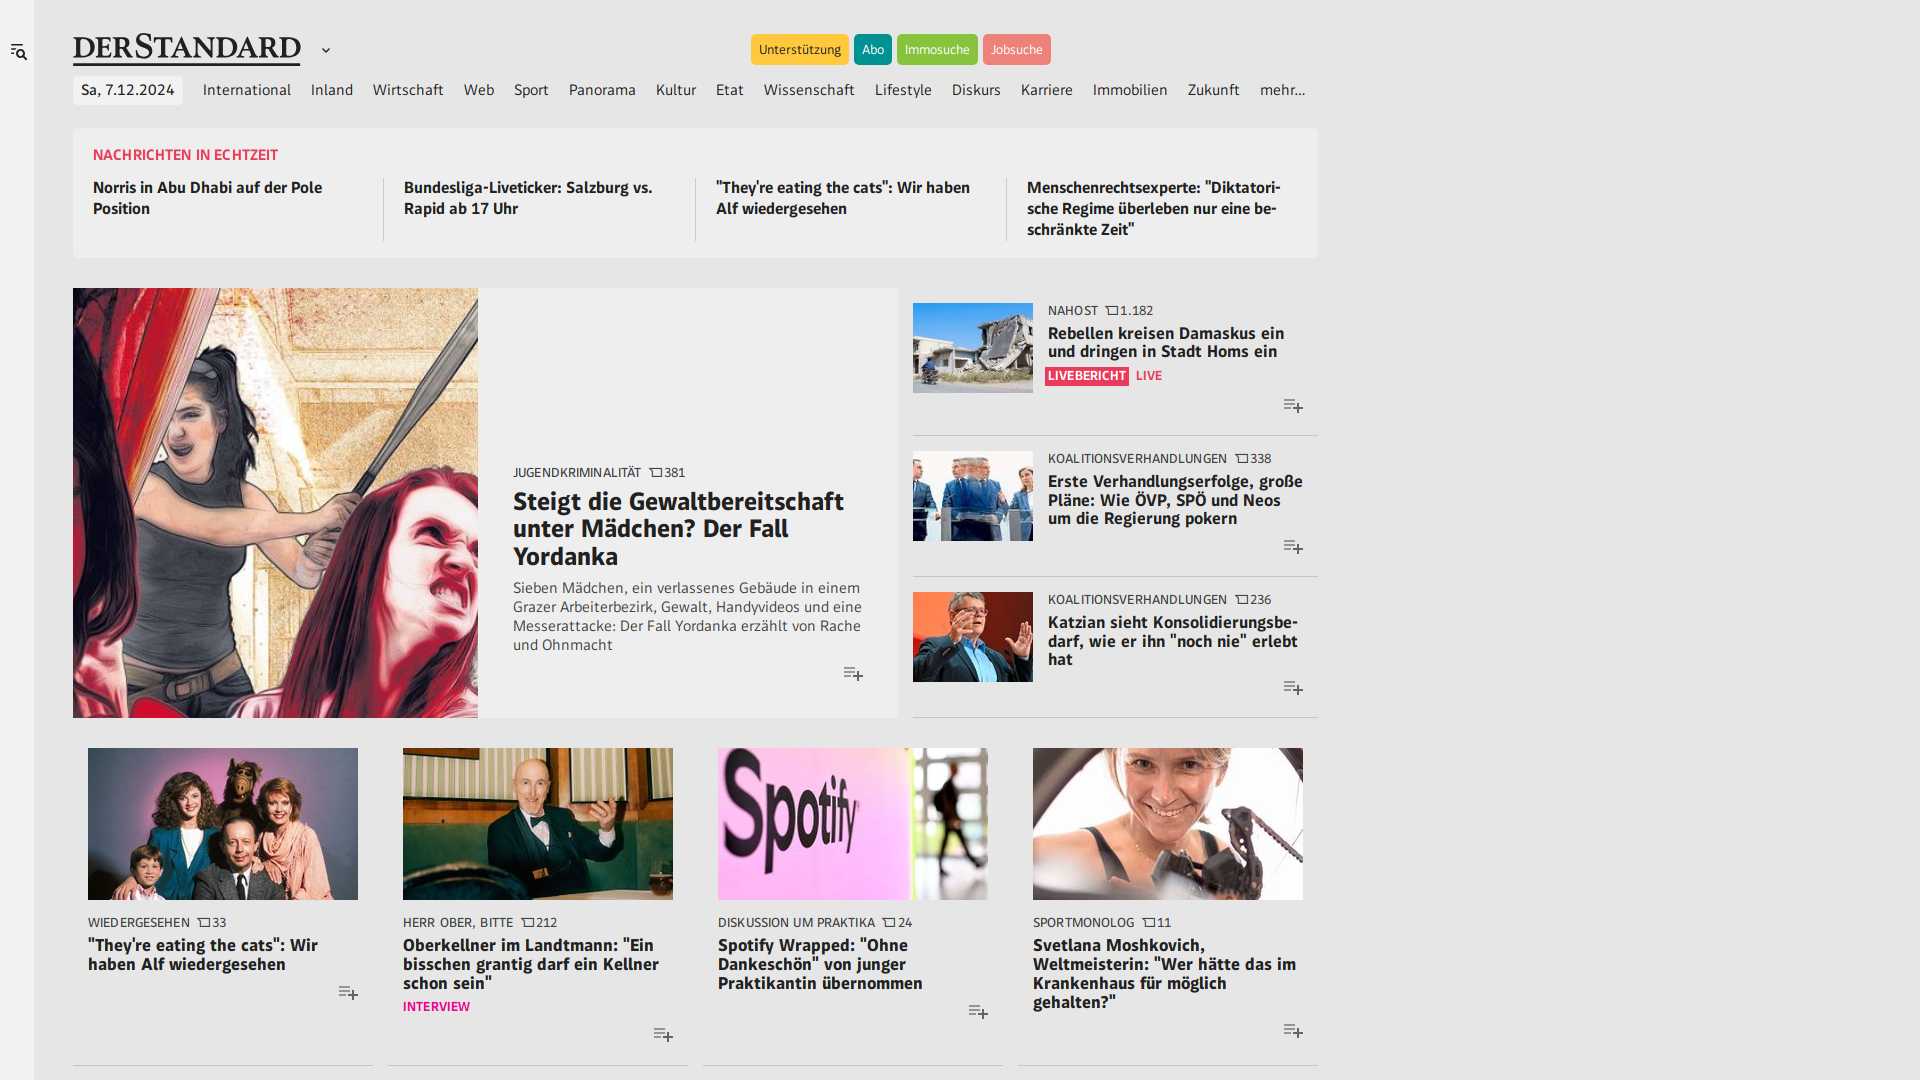 DERSTANDARD
Unterstützung
Abo
Immosuche
Jobsuche
Sa, 7.12.2024
International
Inland
Wirtschaft
Web
Sport
Panorama
Kultur
Etat
Wissenschaft
Lifestyle
Diskurs
Karriere
Immobilien
Zukunft
mehr...
NACHRICHTEN IN ECHTZEIT
Norris in Abu Dhabi auf der Pole
Position
Bundesliga-Liveticker: Salzburg vs.
Rapid ab 17 Uhr
"They're eating the cats": Wir haben
Alf wiedergesehen
Menschenrechtsexperte: "Diktatori-
sche Regime überleben nur eine be-
schränkte Zeit"
JUGENDKRIMINALITÄT 381
Steigt die Gewaltbereitschaft
unter Mädchen? Der Fall
Yordanka
Sieben Mädchen, ein verlassenes Gebäude in einem
Grazer Arbeiterbezirk, Gewalt, Handyvideos und eine
Messerattacke: Der Fall Yordanka erzählt von Rache
und Ohnmacht
NAHOST 1.182
Rebellen kreisen Damaskus ein
und dringen in Stadt Homs ein
LIVEBERICHT LIVE
KOALITIONSVERHANDLUNGEN 338
Erste Verhandlungserfolge, große
Pläne: Wie ÖVP, SPÖ und Neos
um die Regierung pokern
KOALITIONSVERHANDLUNGEN 236
Katzian sieht Konsolidierungsbe-
darf, wie er ihn "noch nie" erlebt
hat
WIEDERGESEHEN 33
"They're eating the cats": Wir
haben Alf wiedergesehen
HERR OBER, BITTE 212
Oberkellner im Landtmann: "Ein
bisschen grantig darf ein Kellner
schon sein"
INTERVIEW
Spotify
DISKUSSION UM PRAKTIKA 24
Spotify Wrapped: "Ohne
Dankeschön" von junger
Praktikantin übernommen
SPORTMONOLOG 11
Svetlana Moshkovich,
Weltmeisterin: "Wer hätte das im
Krankenhaus für möglich
gehalten?"